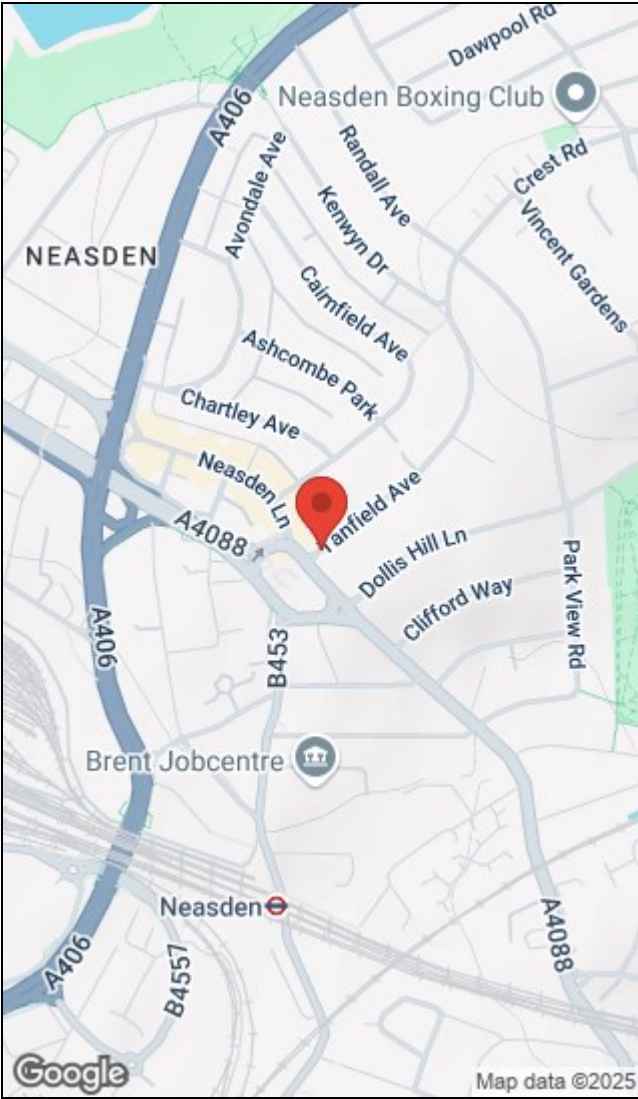 Dawpool Rd
Neasden Boxing Club
A406
Randall Ave
Crest Rd
Avondale Ave
Kenwyn Dr
Vincent Gardens
NEASDEN
Cairnfield Ave
Ashcombe Park
Chartley Ave
Neasden Ln
Tanfield Ave
A4088
Dollis Hill Ln
Clifford Way
Park View Rd
A406
B453
Brent Jobcentre
Neasden
A4088
A406
B4557
Google
Map data ©2025